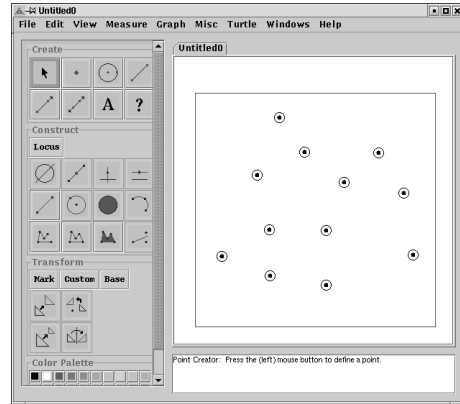 Untitled0
File Edit View Measure Graph Misc Turtle Windows Help
Create
A ?
Construct
Locus
Transform
Mark Custom Base
Color Palette
Untitled0
Point Creator: Press the (left) mouse button to define a point.